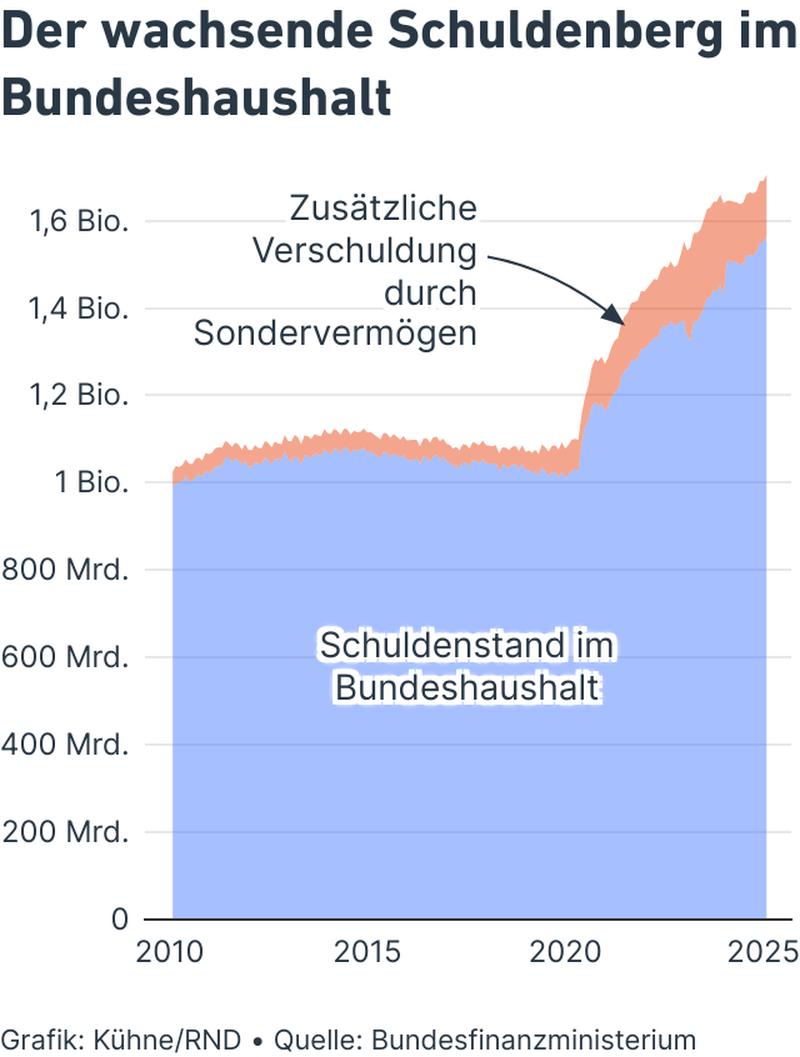 Der wachsende Schuldenberg im
Bundeshaushalt
Zusätzliche
Verschuldung
durch
Sondervermögen
1,6 Bio.
1,4 Bio.
1,2 Bio.
1 Bio.
800 Mrd.
600 Mrd.
400 Mrd.
200 Mrd.
0
Schuldenstand im
Bundeshaushalt
2010 2015 2020 2025
Grafik: Kühne/RND • Quelle: Bundesfinanzministerium